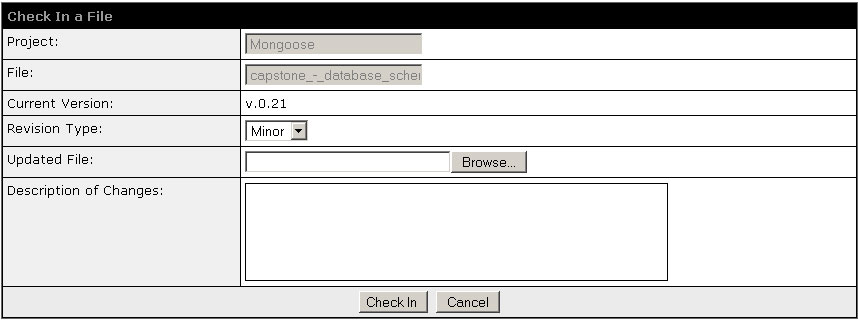 Check In a File
Project: Mongoose
File: capstone_-_database_scher
Current Version: v.0.21
Revision Type: Minor
Updated File: Browse...
Description of Changes:
Check In Cancel